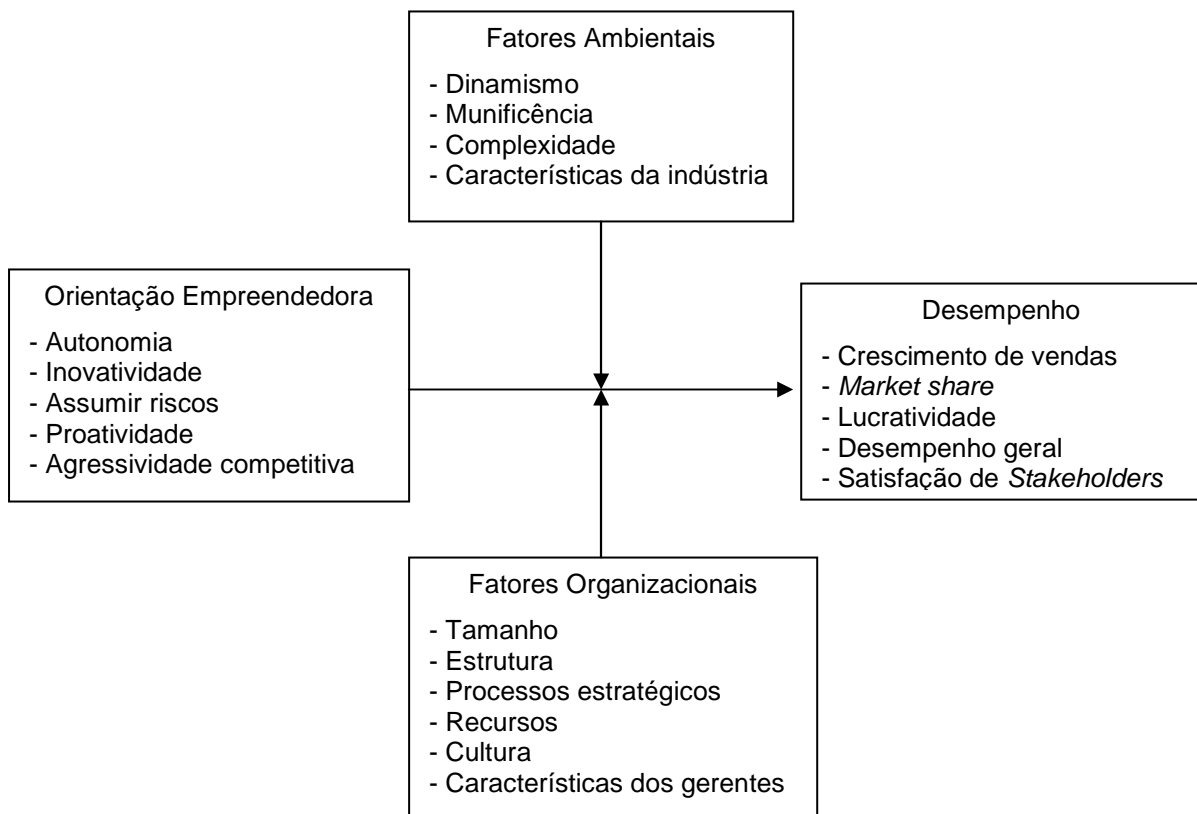 Fatores Ambientais
- Dinamismo
- Munificência
- Complexidade
- Características da indústria
Orientação Empreendedora
- Autonomia
- Inovatividade
- Assumir riscos
- Proatividade
- Agressividade competitiva
Desempenho
- Crescimento de vendas
- Market share
- Lucratividade
- Desempenho geral
- Satisfação de Stakeholders
Fatores Organizacionais
- Tamanho
- Estrutura
- Processos estratégicos
- Recursos
- Cultura
- Características dos gerentes